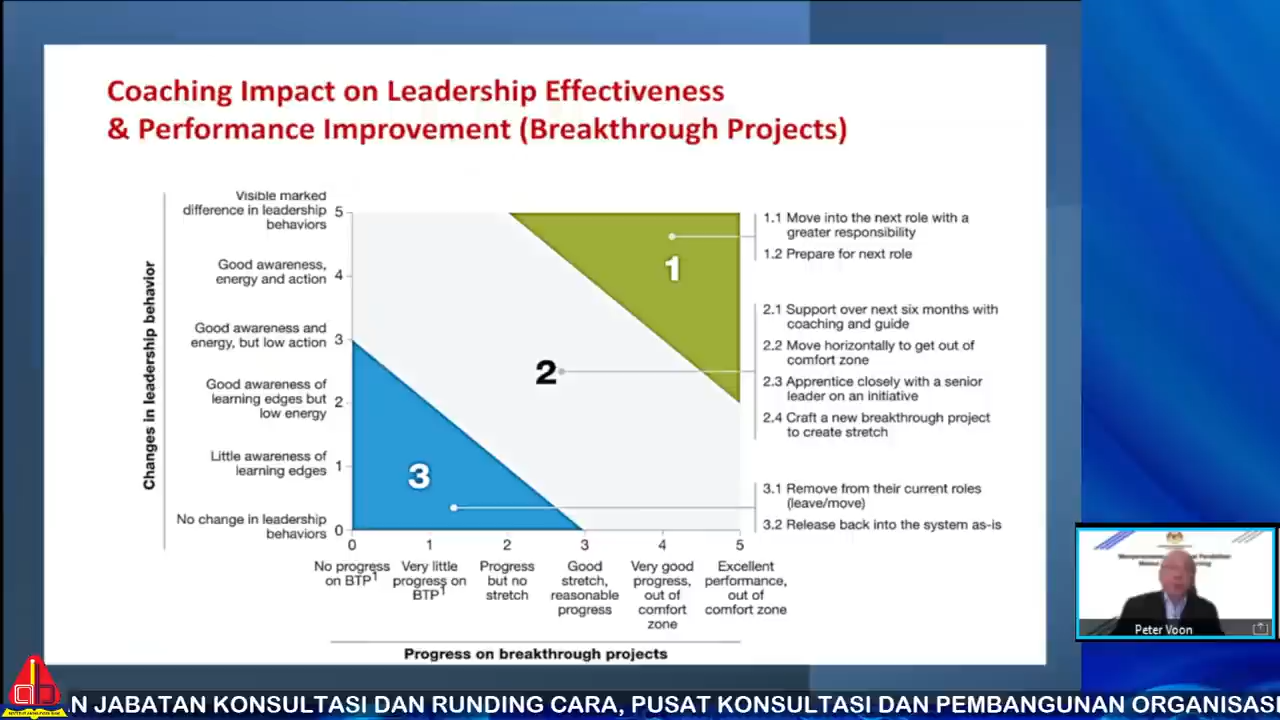 Coaching Impact on Leadership Effectiveness
& Performance Improvement (Breakthrough Projects)
Changes in leadership behavior
Visible marked
difference in leadership
behaviors
5
Good awareness,
energy and action
4
Good awareness and
energy, but low action
3
Good awareness of
learning edges but
low energy
2
Little awareness of
learning edges
1
No change in leadership
behaviors
0
1
2
3
1.1 Move into the next role with a
greater responsibility
1.2 Prepare for next role
2.1 Support over next six months with
coaching and guide
2.2 Move horizontally to get out of
comfort zone
2.3 Apprentice closely with a senior
leader on an initiative
2.4 Craft a new breakthrough project
to create stretch
3.1 Remove from their current roles
(leave/move)
3.2 Release back into the system as-is
0
No progress
on BTP1
1
Very little
progress on
BTP1
2
Progress
but no
stretch
3
Good
stretch,
reasonable
progress
4
Very good
progress,
out of
comfort
zone
5
Excellent
performance,
out of
comfort zone
Progress on breakthrough projects
Peter Voon
N JABATAN KONSULTASI DAN RUNDING CARA, PUSAT KONSULTASI DAN PEMBANGUNAN ORGANISASI